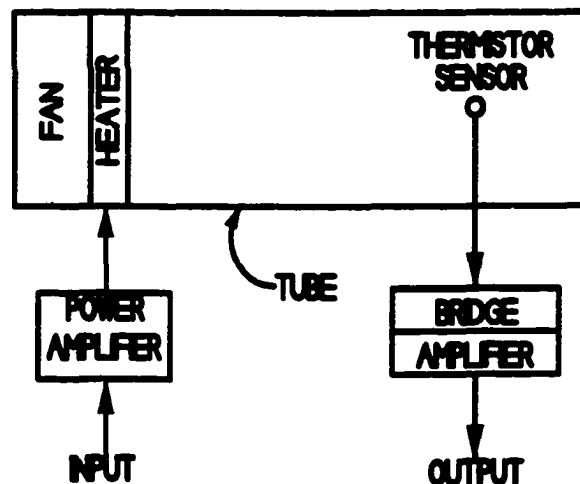 THERMISTOR
SENSOR
FAN
HEATER
TUBE
POWER
AMPLIFIER
BRIDGE
AMPLIFIER
INPUT
OUTPUT